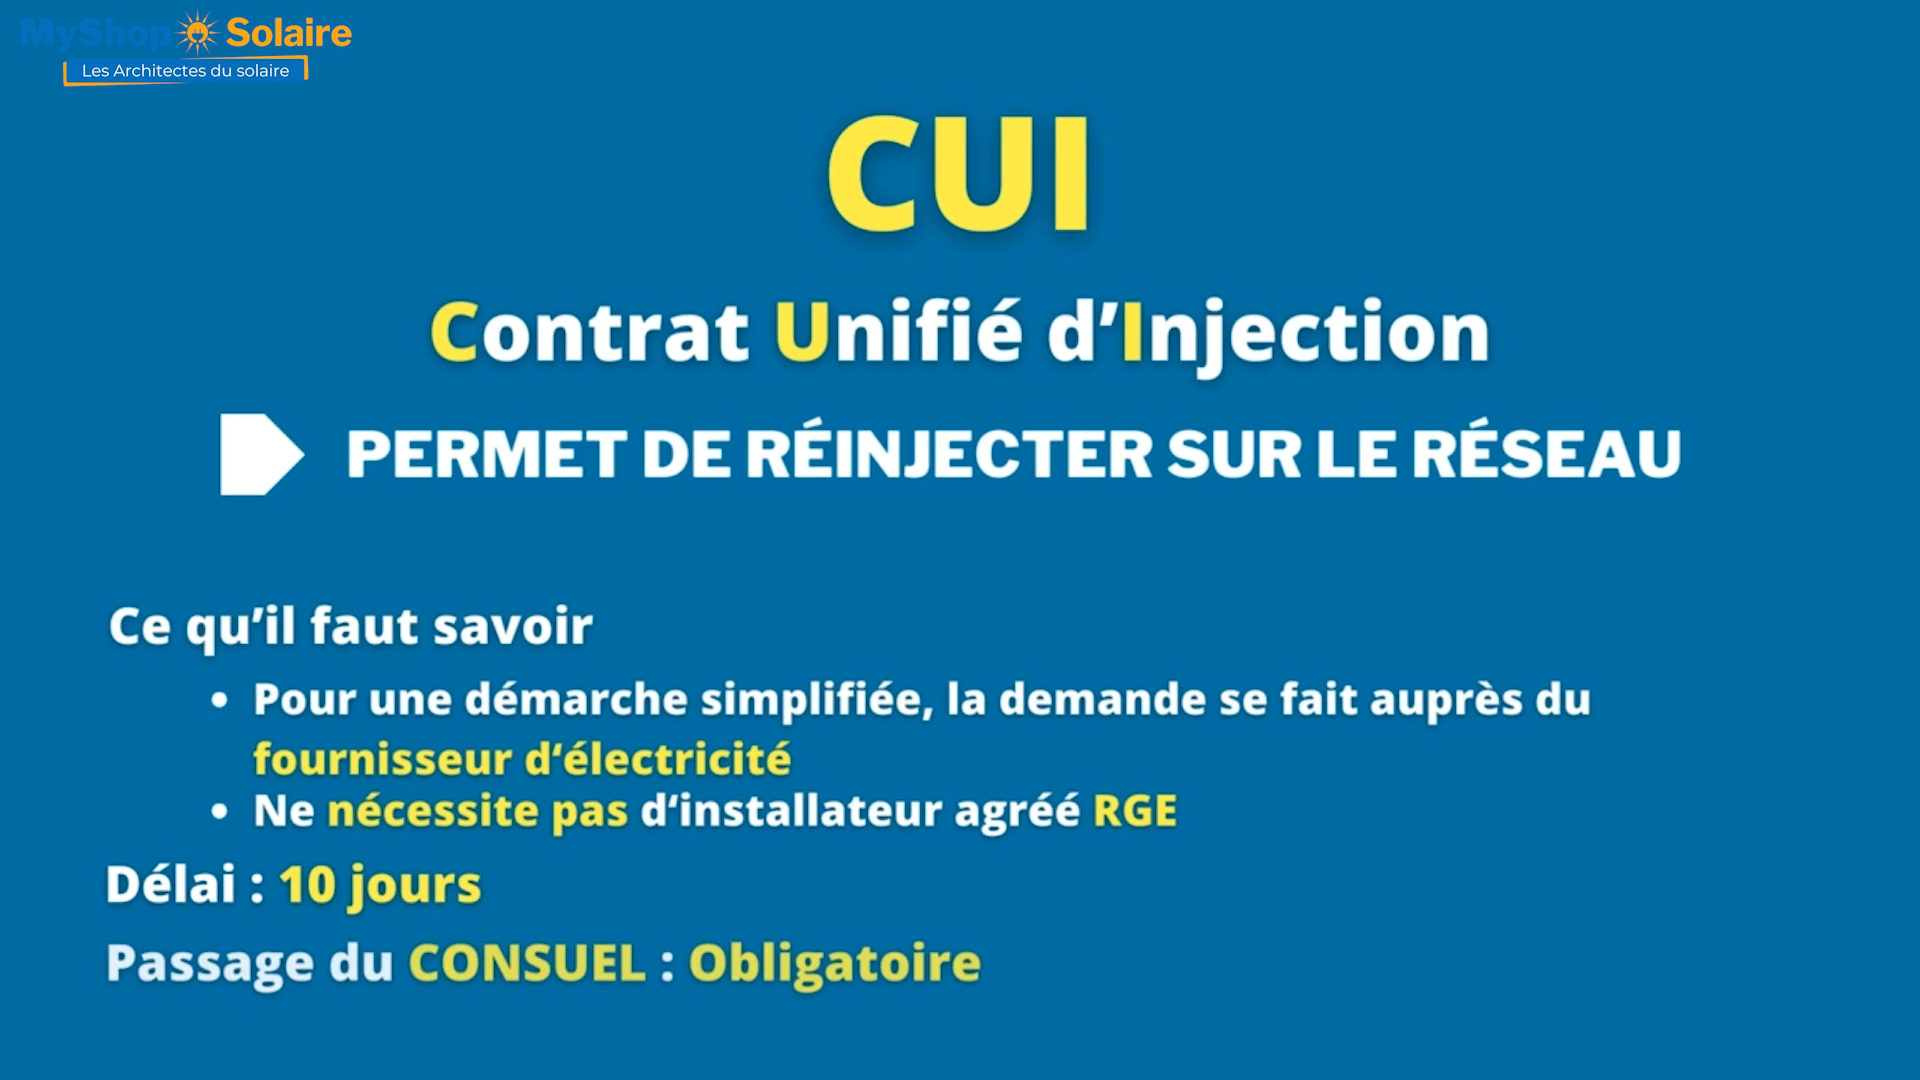 MyShop Solaire
Les Architectes du solaire
CUI
Contrat Unifié d’Injection
PERMET DE RÉINJECTER SUR LE RÉSEAU
Ce qu’il faut savoir
• Pour une démarche simplifiée, la demande se fait auprès du
fournisseur d‘électricité
• Ne nécessite pas d‘installateur agréé RGE
Délai : 10 jours
Passage du CONSUEL : Obligatoire